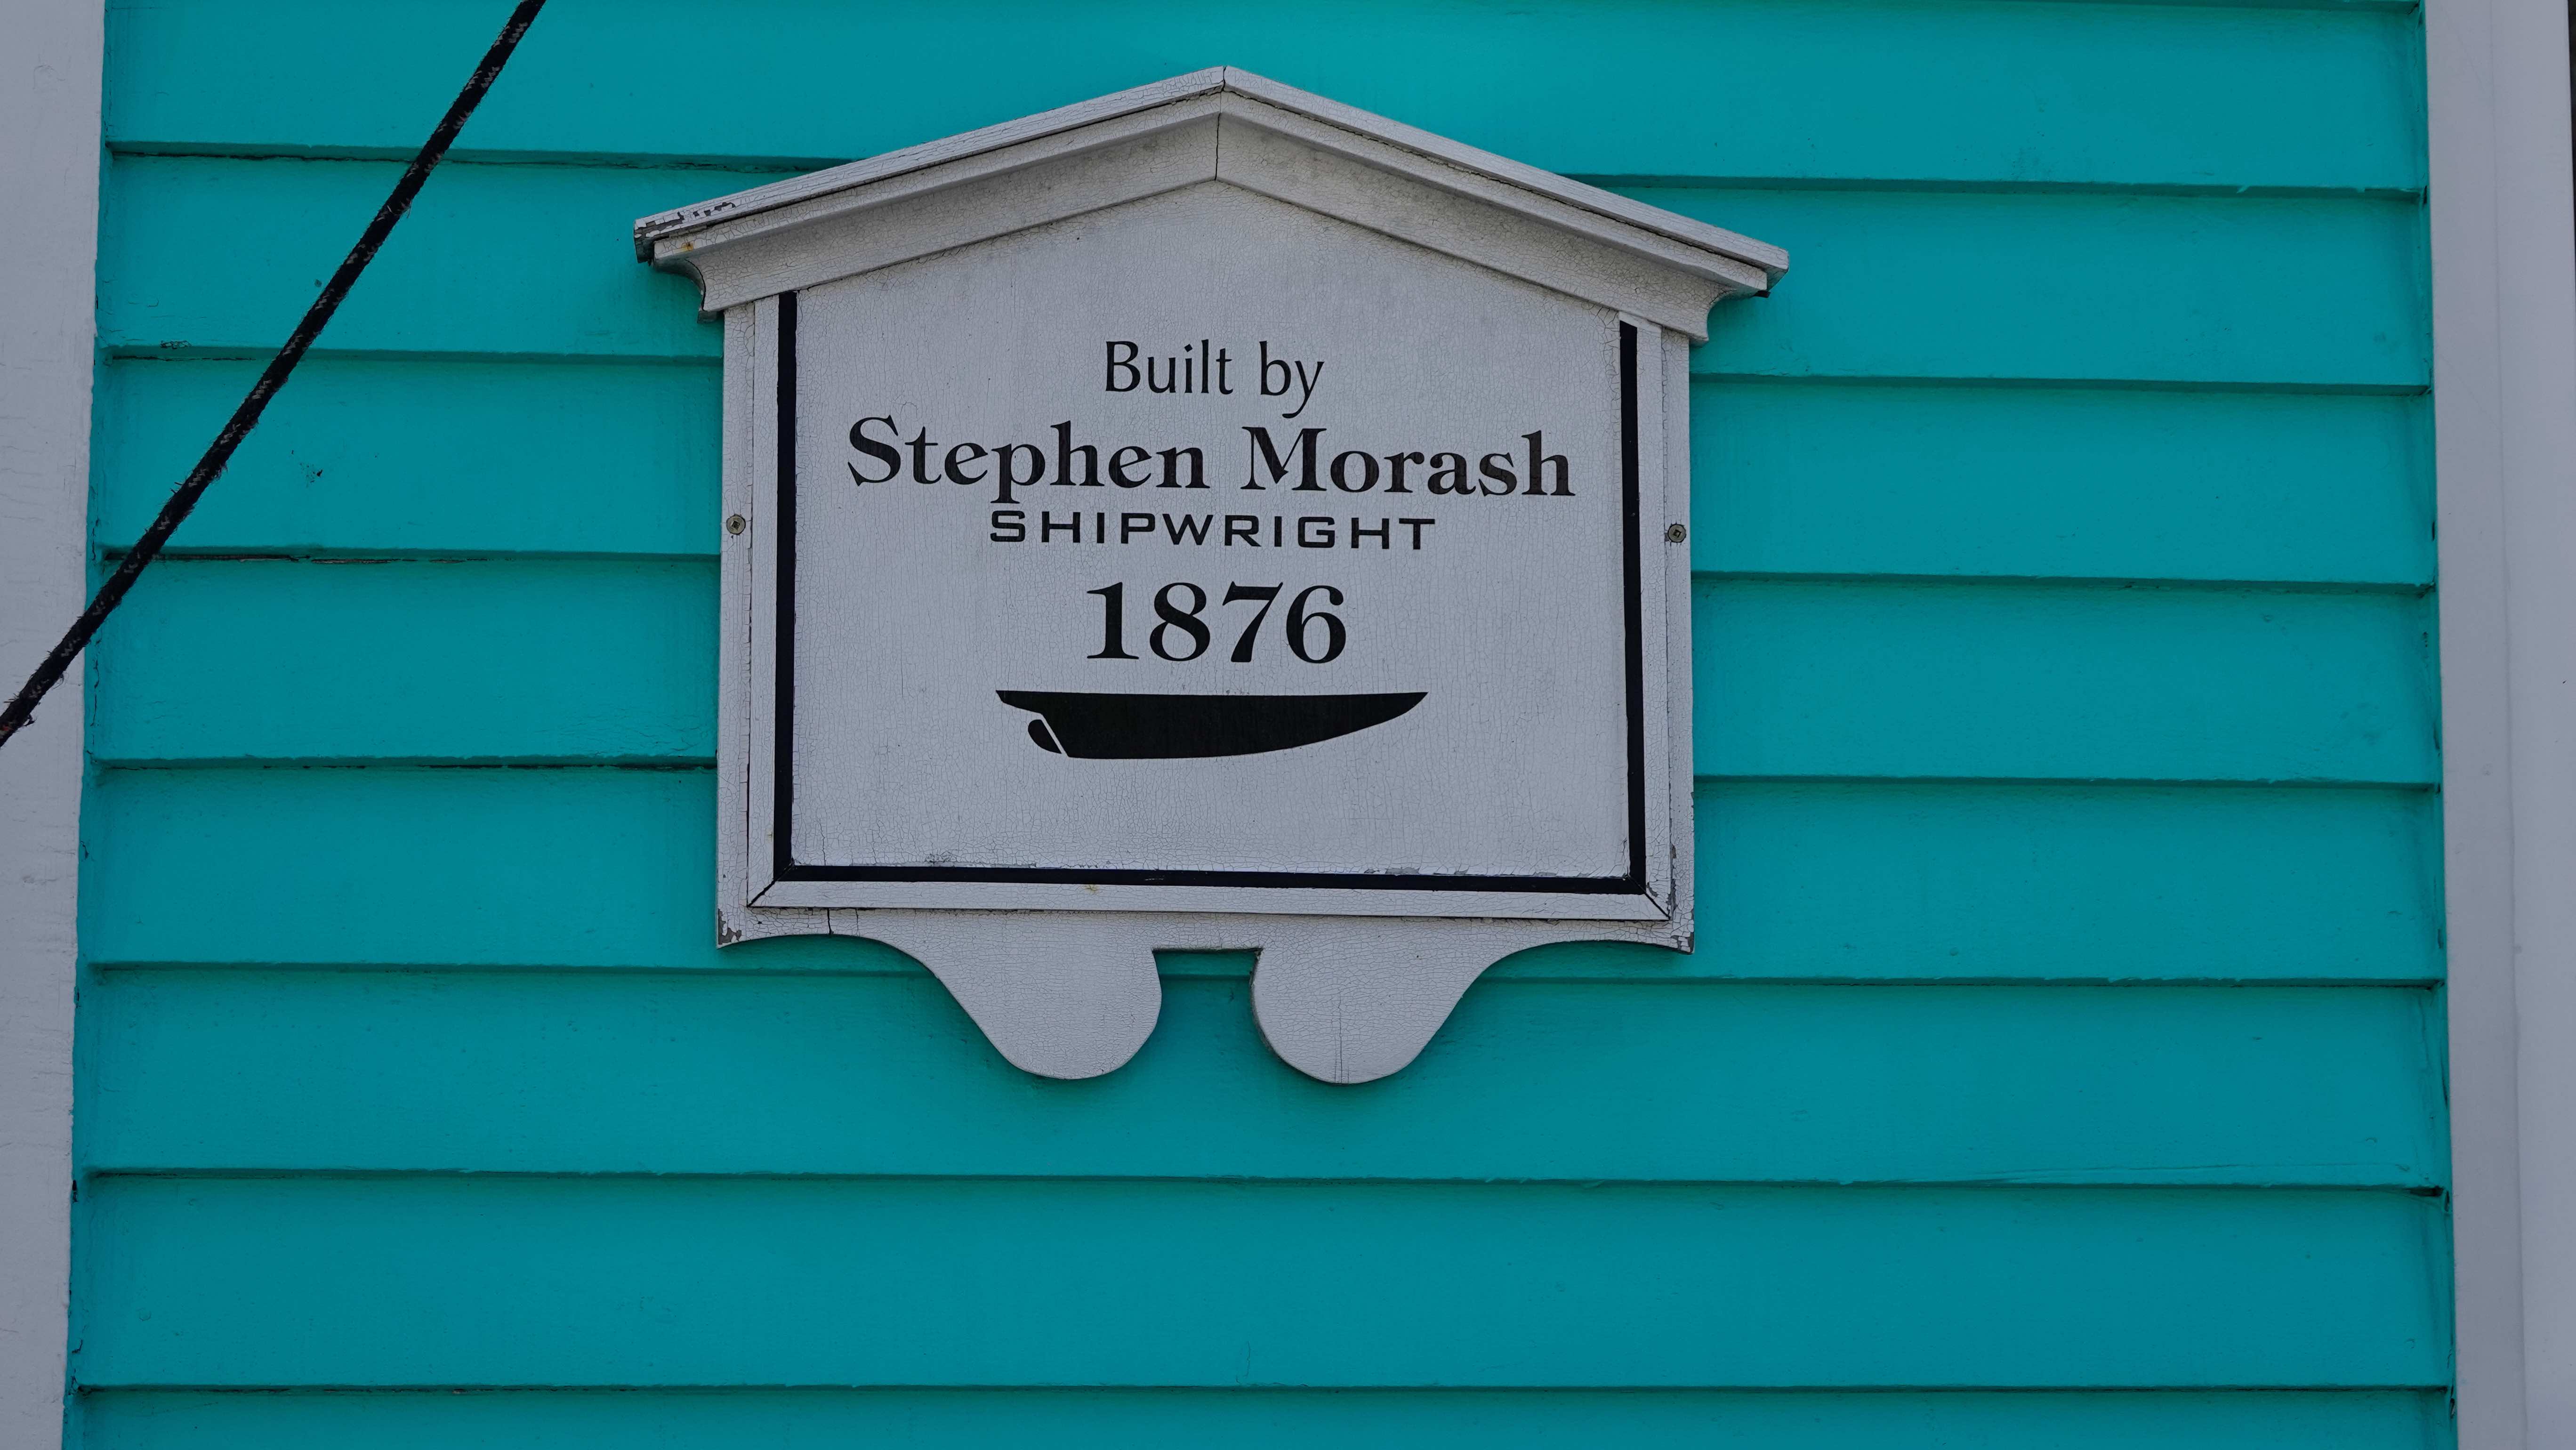 Built by
Stephen Morash
SHIPWRIGHT
1876